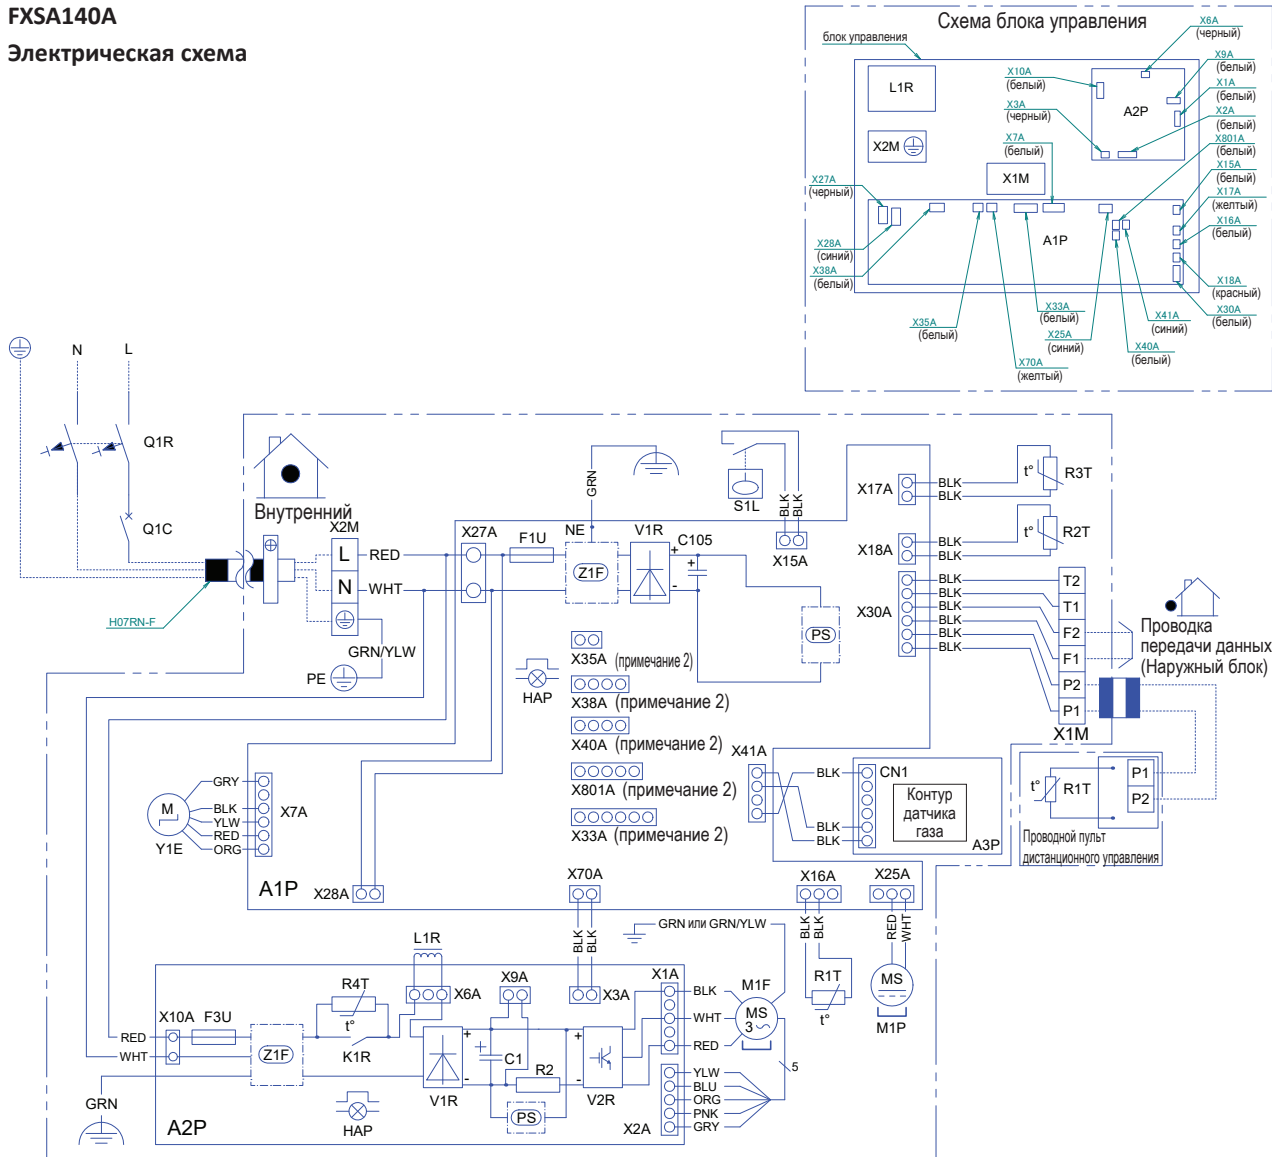 FXSA140A
Электрическая схема
Схема блока управления
блок управления
X6A
(черный)
X9A
(белый)
X10A
(белый)
X1A
(белый)
L1R
A2P
X3A
(черный)
X2A
(белый)
X2M
X7A
(белый)
X801A
(белый)
X1M
X15A
(белый)
X27A
(черный)
X17A
(желтый)
X16A
(белый)
A1P
X28A
(синий)
X38A
(белый)
X18A
(красный)
X35A
(белый)
X33A
(белый)
X25A
(синий)
X41A
(синий)
X30A
(белый)
X40A
(белый)
X70A
(желтый)
N L
Q1R
Q1C
H07RN-F
Внутренний
X2M
L
N
RED
WHT
GRN/YLW
PE
X27A
F1U
NE
GRN
Z1F
V1R
C105
+
+
-
PS
S1L
BLK
BLK
X15A
X17A
BLK
BLK
t°
R3T
X18A
BLK
BLK
t°
R2T
X30A
BLK
BLK
BLK
BLK
BLK
BLK
T2
T1
F2
F1
P2
P1
X1M
Проводка
передачи данных
(Наружный блок)
HAP
X35A (примечание 2)
X38A (примечание 2)
X40A (примечание 2)
X801A (примечание 2)
X33A (примечание 2)
X41A
BLK
BLK
BLK
CN1
Контур
датчика
газа
A3P
t°
R1T
P1
P2
Проводной пульт
дистанционного управления
M
Y1E
GRY
BLK
YLW
RED
ORG
X7A
A1P
X28A
X70A
X16A
X25A
BLK
BLK
GRN или GRN/YLW
BLK
BLK
RED
WHT
R1T
t°
MS
M1P
L1R
R4T
t°
X6A
X9A
X3A
X1A
BLK
WHT
RED
M1F
MS
3
5
X10A
F3U
RED
WHT
Z1F
K1R
V1R
+
-
+
C1
R2
PS
+
-
V2R
YLW
BLU
ORG
PNK
GRY
X2A
GRN
A2P
HAP